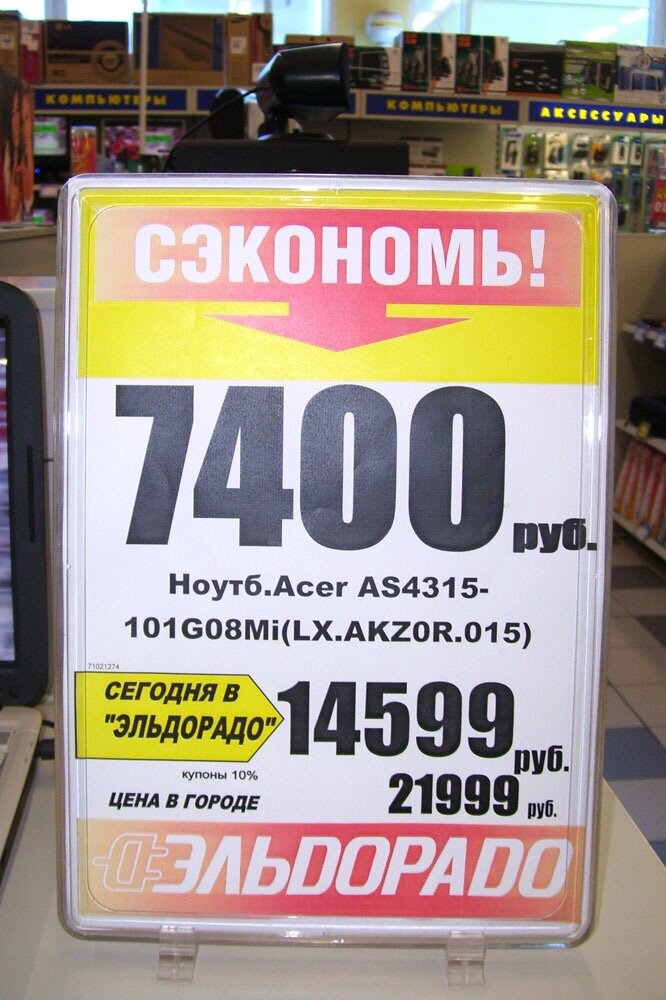 КОМПЬЮТЕРЫ
КОМПЬЮТЕРЫ
АКСЕССУАРЫ
PHILIPS
СЭКОНОМЬ!
7400 руб.
Ноутб.Acer AS4315-
101G08Mi(LX.AKZ0R.015)
71021274
СЕГОДНЯ В
"ЭЛЬДОРАДО"
14599 руб.
купоны 10%
ЦЕНА В ГОРОДЕ
21999 руб.
ЭЛЬДОРАДО